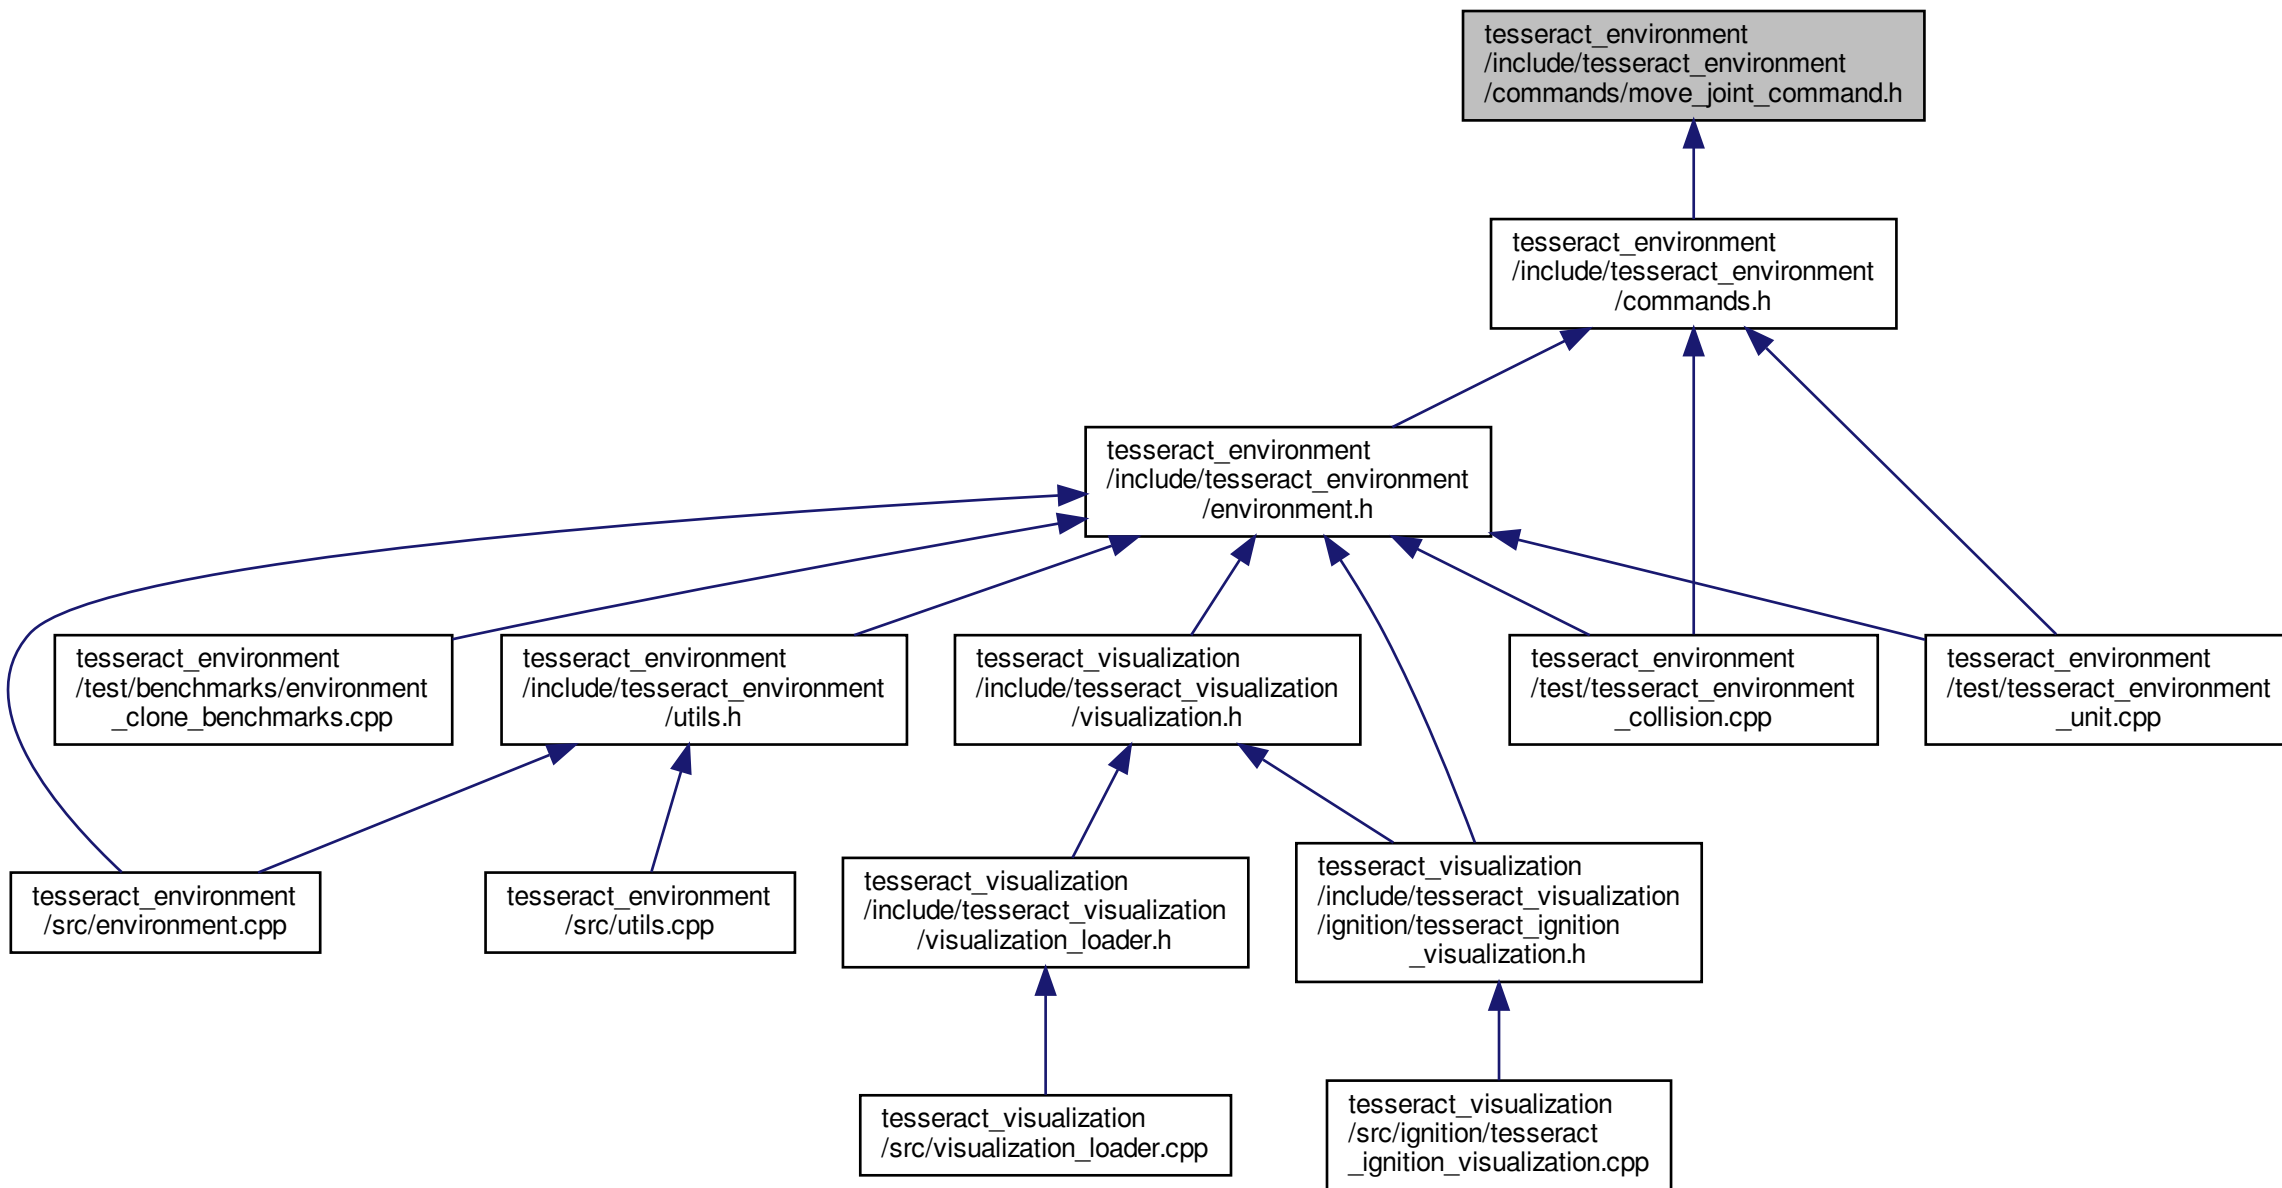 tesseract_environment
/include/tesseract_environment
/commands/move_joint_command.h
tesseract_environment
/include/tesseract_environment
/commands.h
tesseract_environment
/include/tesseract_environment
/environment.h
tesseract_environment
/test/benchmarks/environment
_clone_benchmarks.cpp
tesseract_environment
/include/tesseract_environment
/utils.h
tesseract_visualization
/include/tesseract_visualization
/visualization.h
tesseract_environment
/test/tesseract_environment
_collision.cpp
tesseract_environment
/test/tesseract_environment
_unit.cpp
tesseract_environment
/src/environment.cpp
tesseract_environment
/src/utils.cpp
tesseract_visualization
/include/tesseract_visualization
/visualization_loader.h
tesseract_visualization
/include/tesseract_visualization
/ignition/tesseract_ignition
_visualization.h
tesseract_visualization
/src/visualization_loader.cpp
tesseract_visualization
/src/ignition/tesseract
_ignition_visualization.cpp